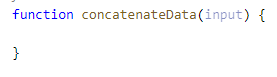 function concatenateData(input) {
}